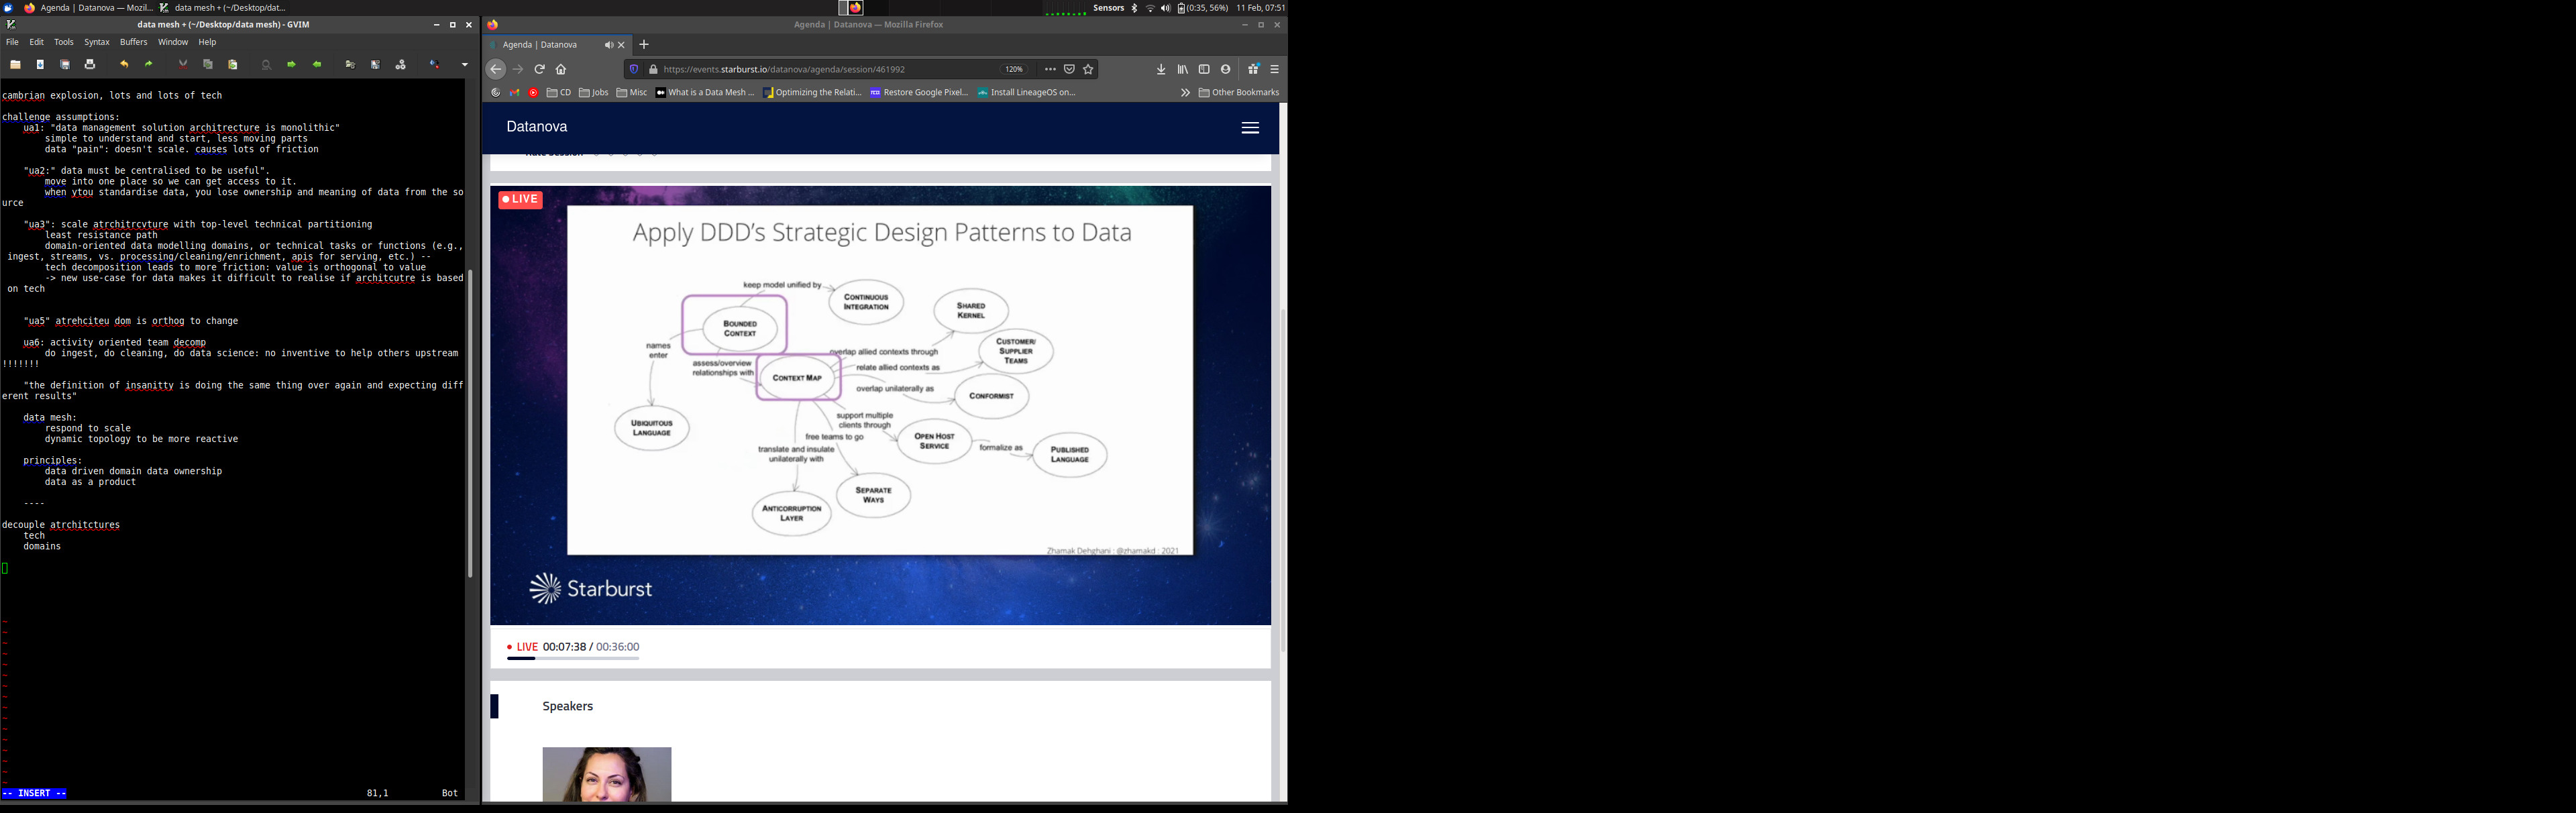 Agenda | Datanova — Mozil...
data mesh + (~/Desktop/dat...
Sensors
(0:35, 56%)
11 Feb, 07:51
data mesh + (~/Desktop/data mesh) - GVIM
File Edit Tools Syntax Buffers Window Help
cambrian explosion, lots and lots of tech
challenge assumptions:
ua1: "data management solution architrecture is monolithic"
simple to understand and start, less moving parts
data "pain": doesn't scale. causes lots of friction
"ua2:" data must be centralised to be useful".
move into one place so we can get access to it.
when ytou standardise data, you lose ownership and meaning of data from the so
urce
"ua3": scale atrchitrcvture with top-level technical partitioning
least resistance path
domain-oriented data modelling domains, or technical tasks or functions (e.g.,
ingest, streams, vs. processing/cleaning/enrichment, apis for serving, etc.) --
tech decomposition leads to more friction: value is orthogonal to value
-> new use-case for data makes it difficult to realise if architcutre is based
on tech
"ua5" atrehciteu dom is orthog to change
ua6: activity oriented team decomp
do ingest, do cleaning, do data science: no inventive to help others upstream
!!!!!!!
"the definition of insanitty is doing the same thing over again and expecting diff
erent results"
data mesh:
respond to scale
dynamic topology to be more reactive
principles:
data driven domain data ownership
data as a product
----
decouple atrchitctures
tech
domains
-- INSERT --
81,1
Bot
Agenda | Datanova — Mozilla Firefox
Agenda | Datanova
https://events.starburst.io/datanova/agenda/session/461992
120%
CD
Jobs
Misc
What is a Data Mesh ...
Optimizing the Relati...
Restore Google Pixel...
Install LineageOS on...
Other Bookmarks
Datanova
LIVE
Apply DDD's Strategic Design Patterns to Data
keep model unified by
CONTINUOUS
INTEGRATION
SHARED
KERNEL
BOUNDED
CONTEXT
names
enter
assess/overview
relationships with
overlap allied contexts through
CUSTOMER/
SUPPLIER
TEAMS
relate allied contexts as
CONTEXT MAP
overlap unilaterally as
CONFORMIST
support multiple
clients through
UBIQUITOUS
LANGUAGE
free teams to go
OPEN HOST
SERVICE
formalize as
PUBLISHED
LANGUAGE
translate and insulate
unilaterally with
SEPARATE
WAYS
ANTICORRUPTION
LAYER
Zhamak Dehghani : @zhamakd : 2021
Starburst
LIVE 00:07:38 / 00:36:00
Speakers